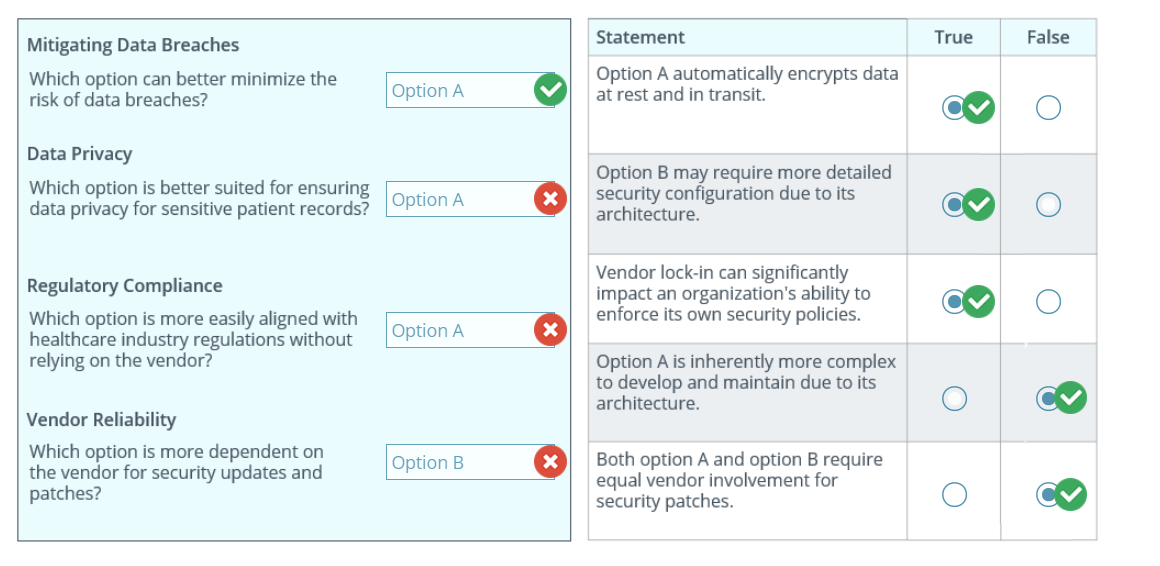 Mitigating Data Breaches
Which option can better minimize the
risk of data breaches?
Option A
Data Privacy
Which option is better suited for ensuring
data privacy for sensitive patient records?
Option A
Regulatory Compliance
Which option is more easily aligned with
healthcare industry regulations without
relying on the vendor?
Option A
Vendor Reliability
Which option is more dependent on
the vendor for security updates and
patches?
Option B
Statement
True
False
Option A automatically encrypts data
at rest and in transit.
Option B may require more detailed
security configuration due to its
architecture.
Vendor lock-in can significantly
impact an organization's ability to
enforce its own security policies.
Option A is inherently more complex
to develop and maintain due to its
architecture.
Both option A and option B require
equal vendor involvement for
security patches.